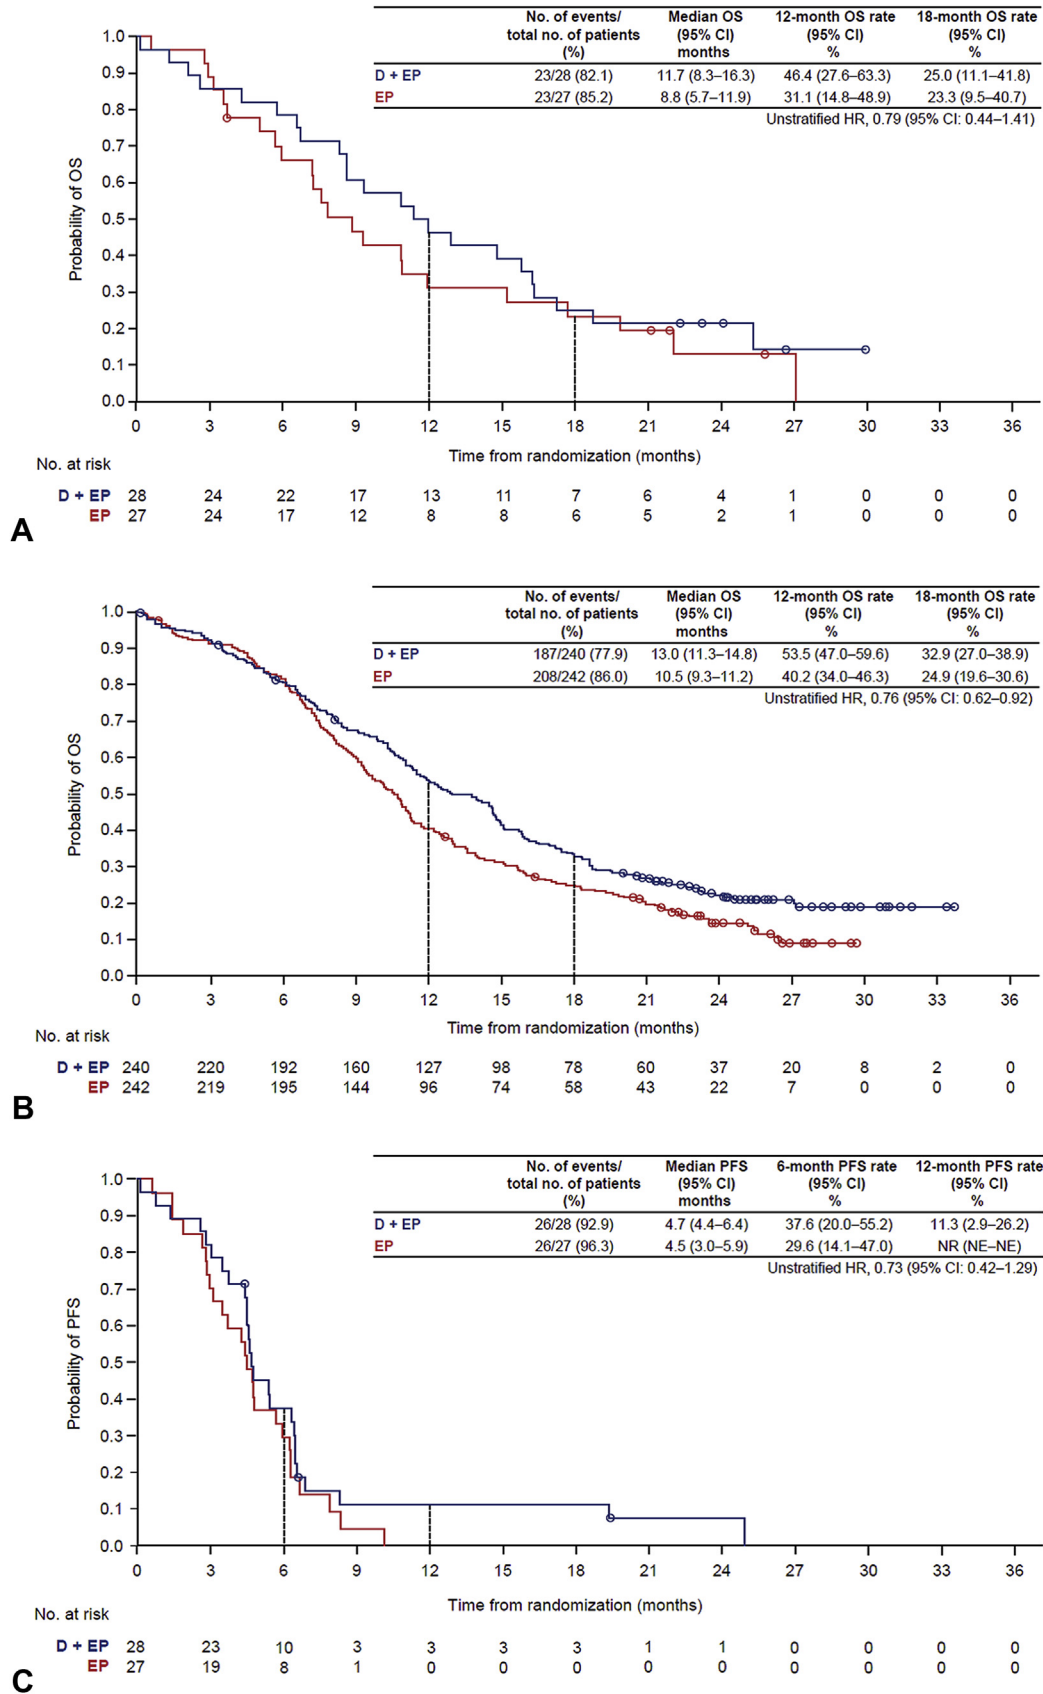 No. of events/ Median OS 12-month OS rate 18-month OS rate
total no. of patients (95% CI) (95% CI) (95% CI)
(%) months % %
D + EP 23/28 (82.1) 11.7 (8.3–16.3) 46.4 (27.6–63.3) 25.0 (11.1–41.8)
EP 23/27 (85.2) 8.8 (5.7–11.9) 31.1 (14.8–48.9) 23.3 (9.5–40.7)
Unstratified HR, 0.79 (95% CI: 0.44–1.41)
Probability of OS
1.0
0.9
0.8
0.7
0.6
0.5
0.4
0.3
0.2
0.1
0.0
0 3 6 9 12 15 18 21 24 27 30 33 36
Time from randomization (months)
No. at risk
D + EP 28 24 22 17 13 11 7 6 4 1 0 0 0
EP 27 24 17 12 8 8 6 5 2 1 0 0 0
A
No. of events/ Median OS 12-month OS rate 18-month OS rate
total no. of patients (95% CI) (95% CI) (95% CI)
(%) months % %
D + EP 187/240 (77.9) 13.0 (11.3–14.8) 53.5 (47.0–59.6) 32.9 (27.0–38.9)
EP 208/242 (86.0) 10.5 (9.3–11.2) 40.2 (34.0–46.3) 24.9 (19.6–30.6)
Unstratified HR, 0.76 (95% CI: 0.62–0.92)
Probability of OS
1.0
0.9
0.8
0.7
0.6
0.5
0.4
0.3
0.2
0.1
0.0
0 3 6 9 12 15 18 21 24 27 30 33 36
Time from randomization (months)
No. at risk
D + EP 240 220 192 160 127 98 78 60 37 20 8 2 0
EP 242 219 195 144 96 74 58 43 22 7 0 0 0
B
No. of events/ Median PFS 6-month PFS rate 12-month PFS rate
total no. of patients (95% CI) (95% CI) (95% CI)
(%) months % %
D + EP 26/28 (92.9) 4.7 (4.4–6.4) 37.6 (20.0–55.2) 11.3 (2.9–26.2)
EP 26/27 (96.3) 4.5 (3.0–5.9) 29.6 (14.1–47.0) NR (NE–NE)
Unstratified HR, 0.73 (95% CI: 0.42–1.29)
Probability of PFS
1.0
0.9
0.8
0.7
0.6
0.5
0.4
0.3
0.2
0.1
0.0
0 3 6 9 12 15 18 21 24 27 30 33 36
Time from randomization (months)
No. at risk
D + EP 28 23 10 3 3 3 3 1 1 0 0 0 0
EP 27 19 8 1 0 0 0 0 0 0 0 0 0
C